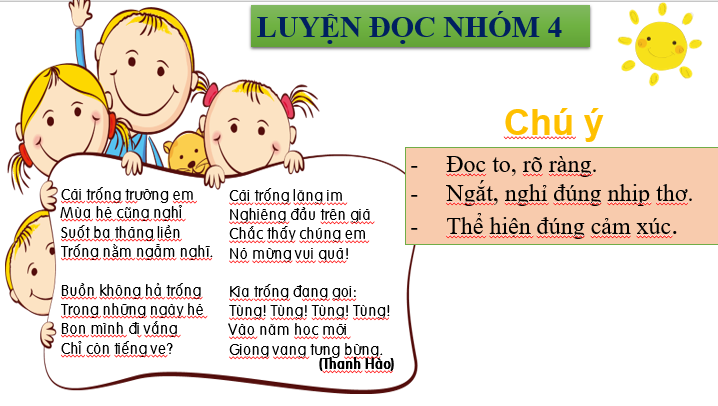 LUYỆN ĐỌC NHÓM 4
Chú ý
- Đọc to, rõ ràng.
- Ngắt, nghỉ đúng nhịp thơ.
- Thể hiện đúng cảm xúc.
Cái trống trường em
Mùa hè cũng nghỉ
Suốt ba tháng liền
Trống nằm ngẫm nghĩ.
Buồn không hả trống
Trong những ngày hè
Bọn mình đi vắng
Chỉ còn tiếng ve?
Cái trống lặng im
Nghiêng đầu trên giá
Chắc thấy chúng em
Nó mừng vui quá!
Kìa trống đang gọi:
Tùng! Tùng! Tùng! Tùng!
Vào năm học mới
Giọng vang tưng bừng.
(Thanh Hào)